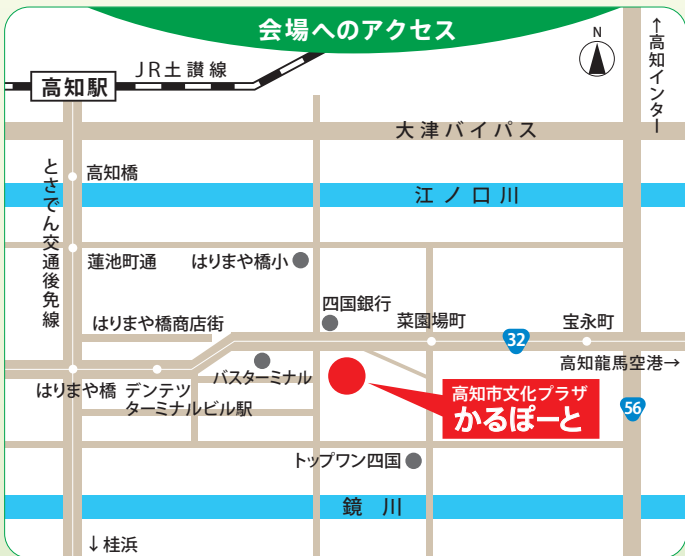 会場へのアクセス
N
↑高知インター
JR土讃線
高知駅
大津バイパス
高知橋
江ノ口川
とさでん交通後免線
蓮池町通
はりまや橋小
四国銀行
はりまや橋商店街
菜園場町
宝永町
32
高知龍馬空港→
バスターミナル
はりまや橋
デンテツ
ターミナルビル駅
高知市文化プラザ
かるぽーと
56
トップワン四国
鏡川
↓桂浜